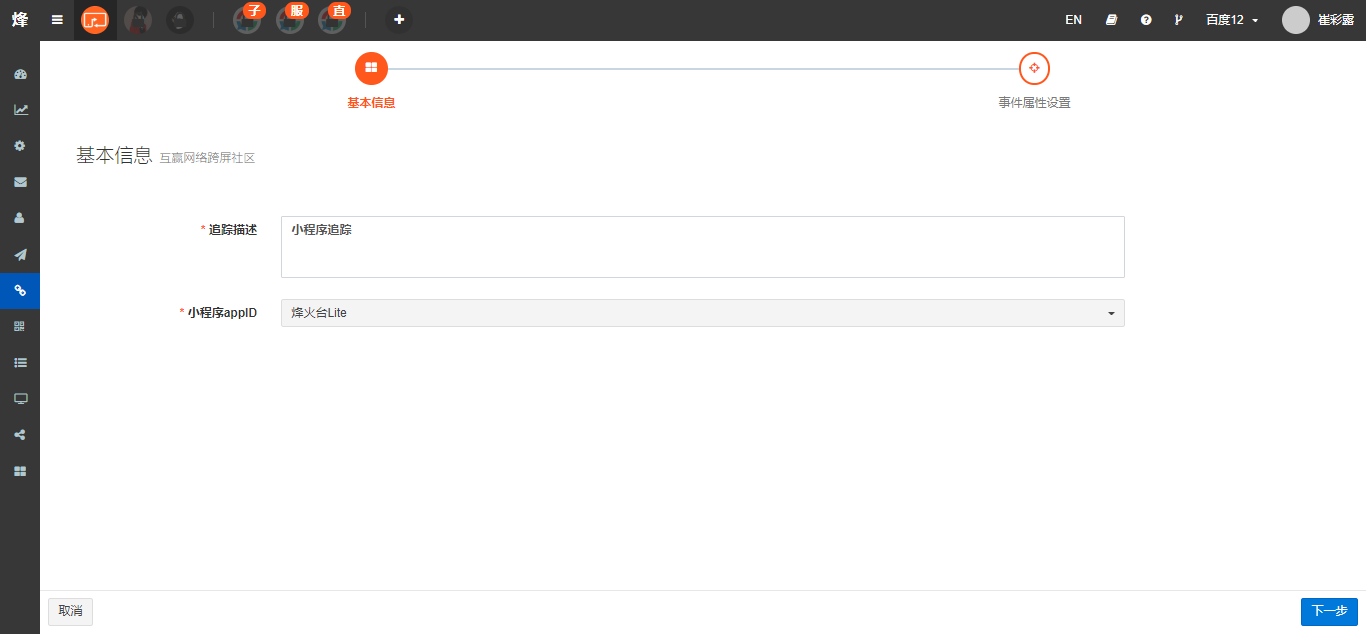 烽
子
服
直
EN
百度12
崔彩露
基本信息
事件属性设置
基本信息 互赢网络跨屏社区
* 追踪描述
小程序追踪
* 小程序appID
烽火台Lite
取消
下一步